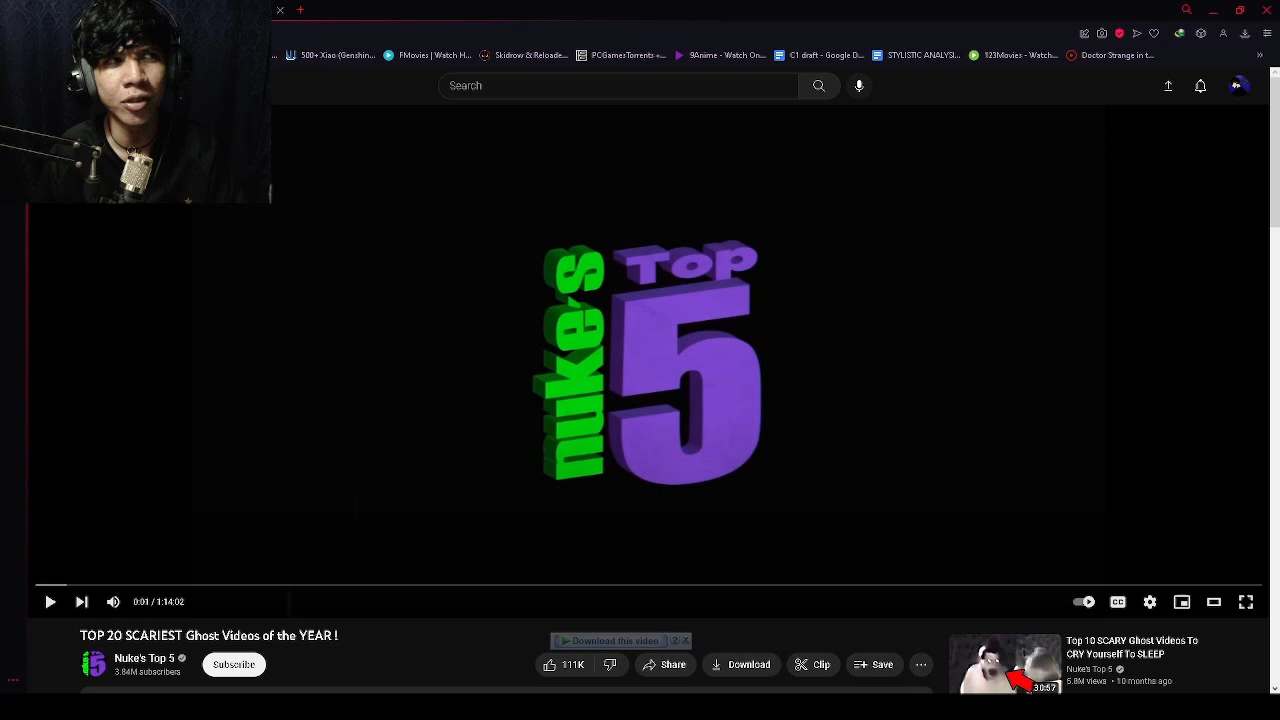 500+ Xiao (Genshin...
FMovies | Watch H...
Skidrow & Reloade...
PCGamesTorrents «...
9Anime - Watch On...
C1 draft - Google D...
STYLISTIC ANALYSI...
123Movies - Watch...
Doctor Strange in t...
Search
nuke's
Top
5
0:01 / 1:14:02
CC
TOP 20 SCARIEST Ghost Videos of the YEAR !
Download this video
nuke's 5
Nuke's Top 5
3.84M subscribers
Subscribe
111K
Share
Download
Clip
Save
Top 10 SCARY Ghost Videos To
CRY Yourself To SLEEP
Nuke's Top 5
5.8M views • 10 months ago
30:57